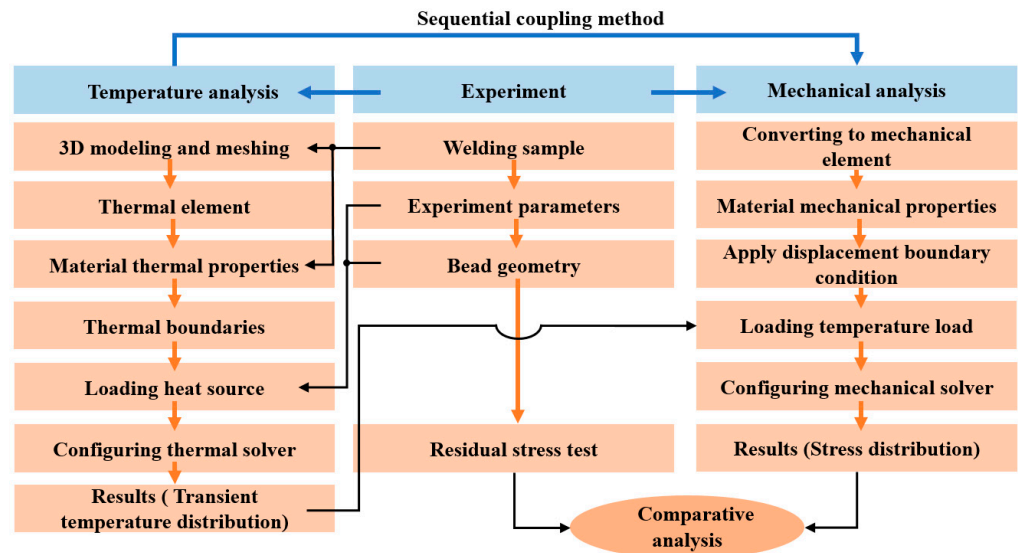 Sequential coupling method
Temperature analysis
Experiment
Mechanical analysis
3D modeling and meshing
Thermal element
Material thermal properties
Thermal boundaries
Loading heat source
Configuring thermal solver
Results ( Transient
temperature distribution)
Welding sample
Experiment parameters
Bead geometry
Residual stress test
Converting to mechanical
element
Material mechanical properties
Apply displacement boundary
condition
Loading temperature load
Configuring mechanical solver
Results (Stress distribution)
Comparative
analysis